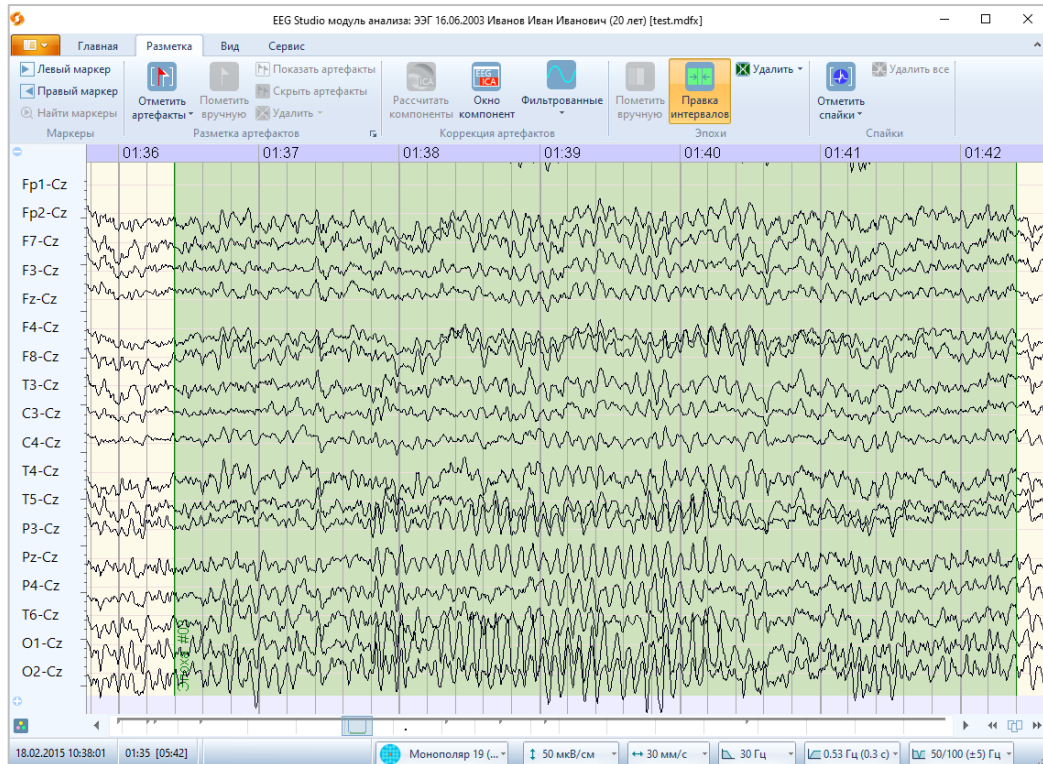 EEG Studio модуль анализа: ЭЭГ 16.06.2003 Иванов Иван Иванович (20 лет) [test.mdfx]
Главная Разметка Вид Сервис
Левый маркер
Правый маркер
Найти маркеры
Маркеры
Отметить артефакты
Пометить вручную
Показать артефакты
Скрыть артефакты
Удалить
Разметка артефактов
ICA
Рассчитать компоненты
EEG ICA
Окно компонент
Фильтрованные
Коррекция артефактов
Пометить вручную
Правка интервалов
Удалить
Эпохи
Отметить спайки
Удалить все
Спайки
01:36 01:37 01:38 01:39 01:40 01:41 01:42
Fp1-Cz
Fp2-Cz
F7-Cz
F3-Cz
Fz-Cz
F4-Cz
F8-Cz
T3-Cz
C3-Cz
C4-Cz
T4-Cz
T5-Cz
P3-Cz
Pz-Cz
P4-Cz
T6-Cz
O1-Cz
O2-Cz
18.02.2015 10:38:01 01:35 [05:42] Монополяр 19 (... 50 мкВ/см 30 мм/с 30 Гц 0.53 Гц (0.3 с) 50/100 (±5) Гц